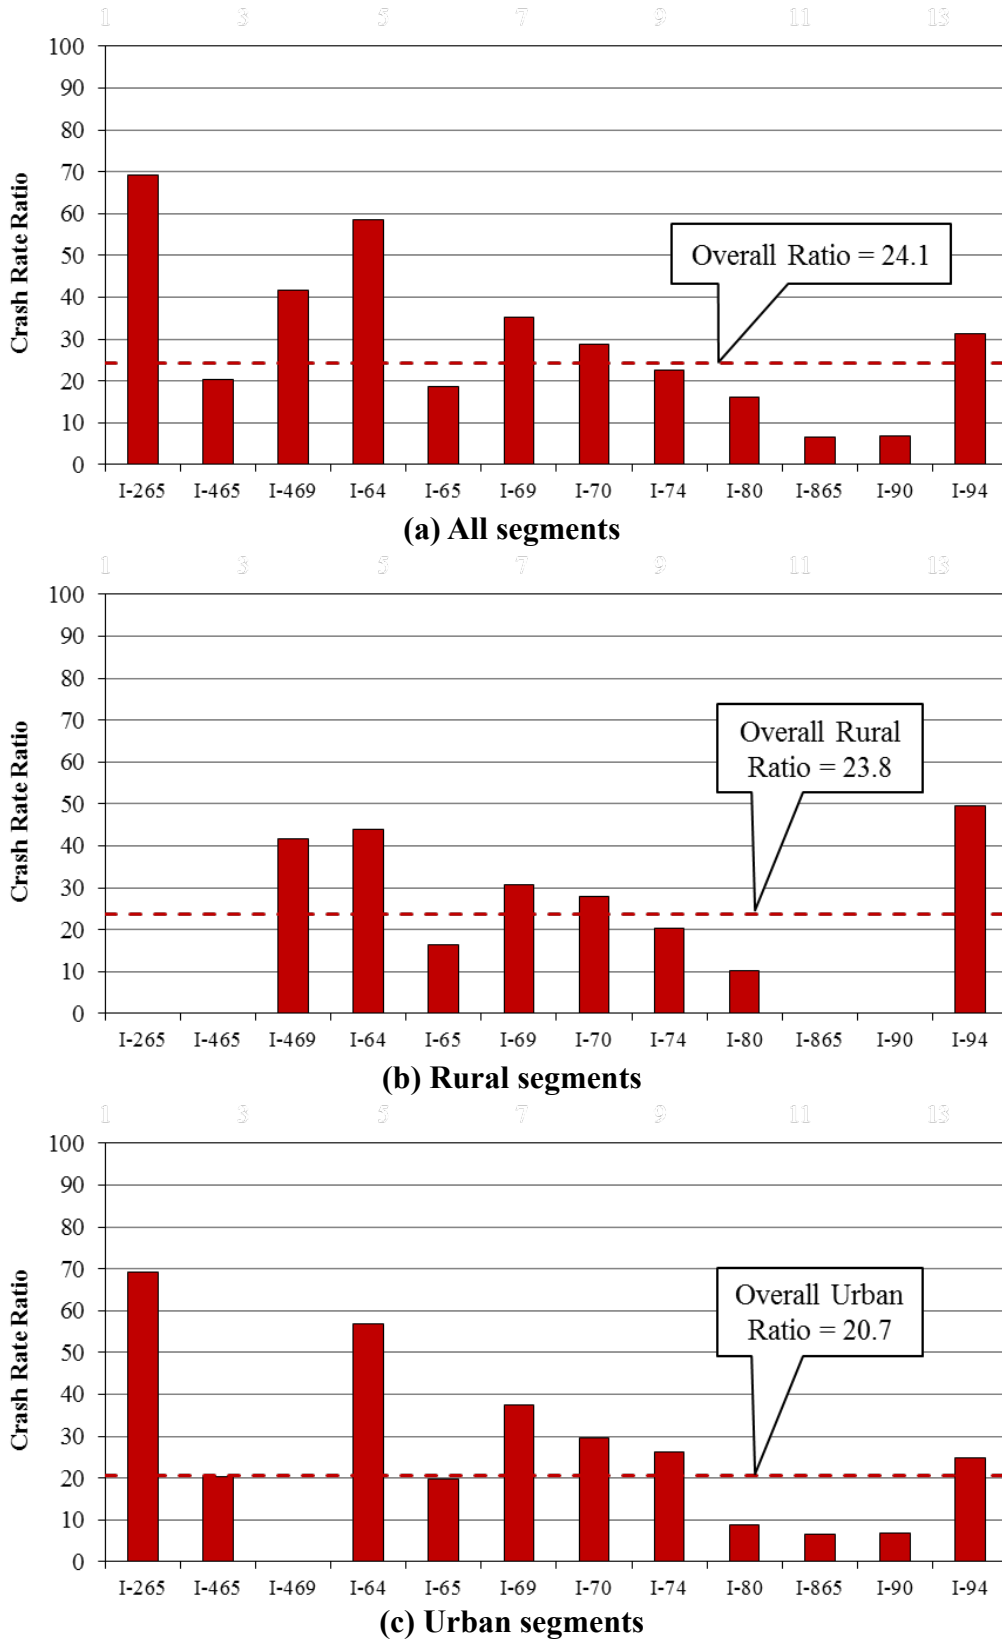 1 3 5 7 9 11 13
100
90
80
70
60
50
40
30
20
10
0
Crash Rate Ratio
Overall Ratio = 24.1
I-265 I-465 I-469 I-64 I-65 I-69 I-70 I-74 I-80 I-865 I-90 I-94
(a) All segments
1 3 5 7 9 11 13
100
90
80
70
60
50
40
30
20
10
0
Crash Rate Ratio
Overall Rural
Ratio = 23.8
I-265 I-465 I-469 I-64 I-65 I-69 I-70 I-74 I-80 I-865 I-90 I-94
(b) Rural segments
1 3 5 7 9 11 13
100
90
80
70
60
50
40
30
20
10
0
Crash Rate Ratio
Overall Urban
Ratio = 20.7
I-265 I-465 I-469 I-64 I-65 I-69 I-70 I-74 I-80 I-865 I-90 I-94
(c) Urban segments